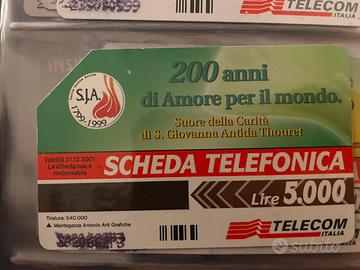 TELECOM
ITALIA
S.J.A.
1799-1999
200 anni
di Amore per il mondo.
Suore della Carità
di S. Giovanna Antida Thouret
Validità 31.12.2001
La scheda non è
rimborsabile
SCHEDA TELEFONICA
Lire 5.000
Tiratura: 540.000
Mantegazza Antonio Arti Grafiche
TELECOM
ITALIA
subito